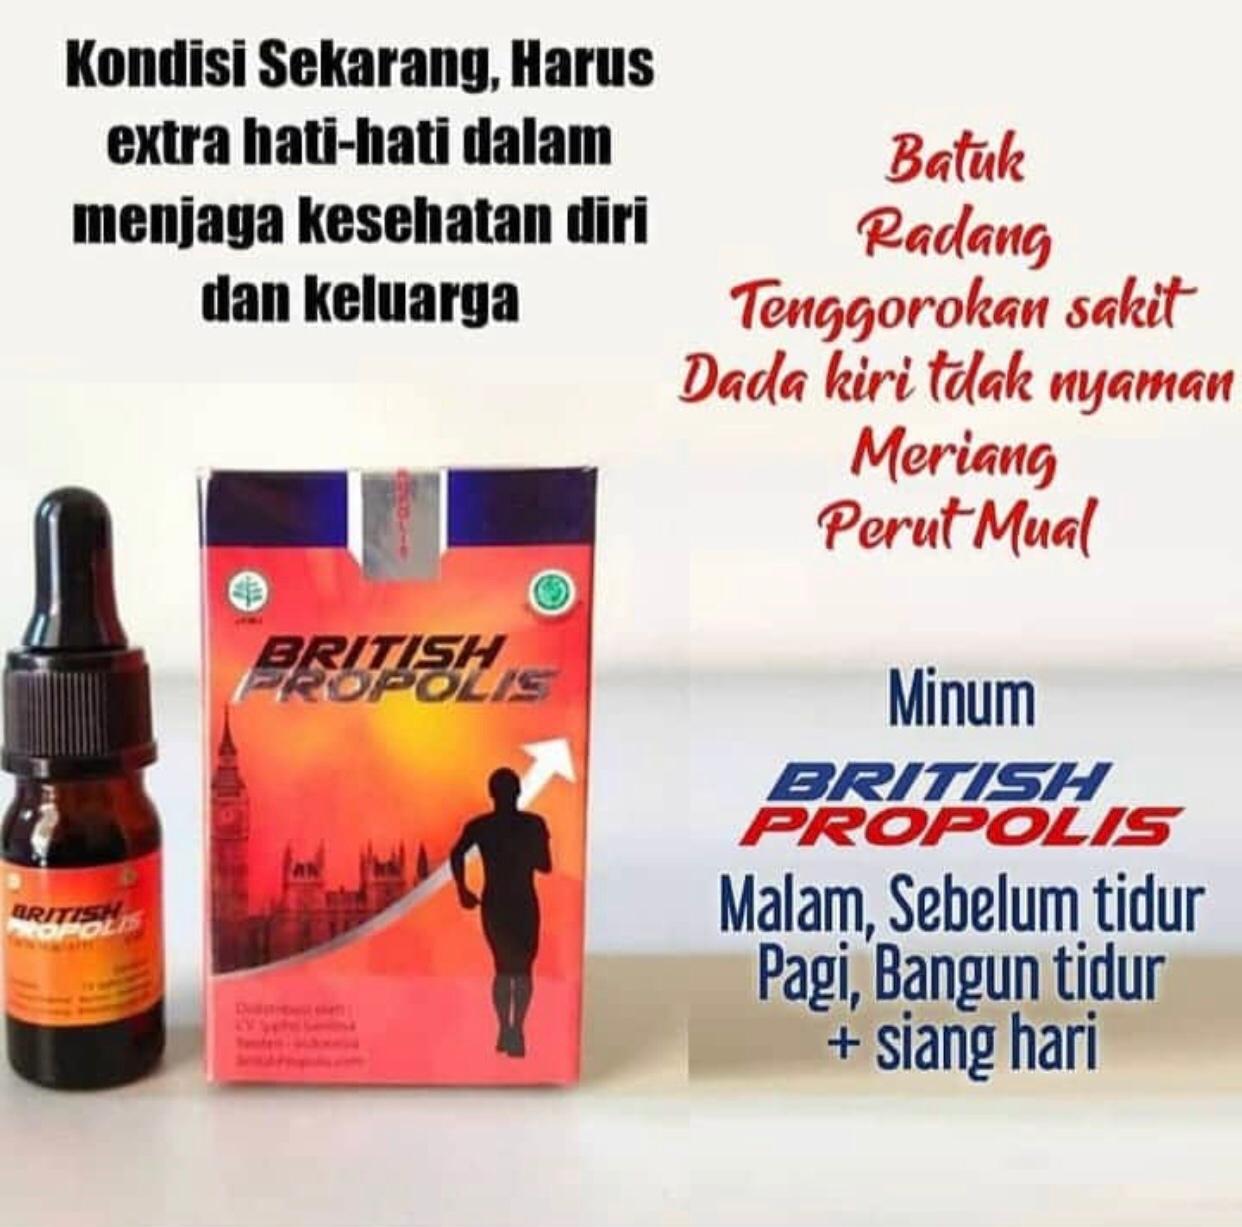 Kondisi Sekarang, Harus
extra hati-hati dalam
menjaga kesehatan diri
dan keluarga
Batuk
Radang
Tenggorokan sakit
Dada kiri tdak nyaman
Meriang
Perut Mual
BRITISH
PROPOLIS
BRITISH
PROPOLIS
Minum
BRITISH
PROPOLIS
Malam, Sebelum tidur
Pagi, Bangun tidur
+ siang hari